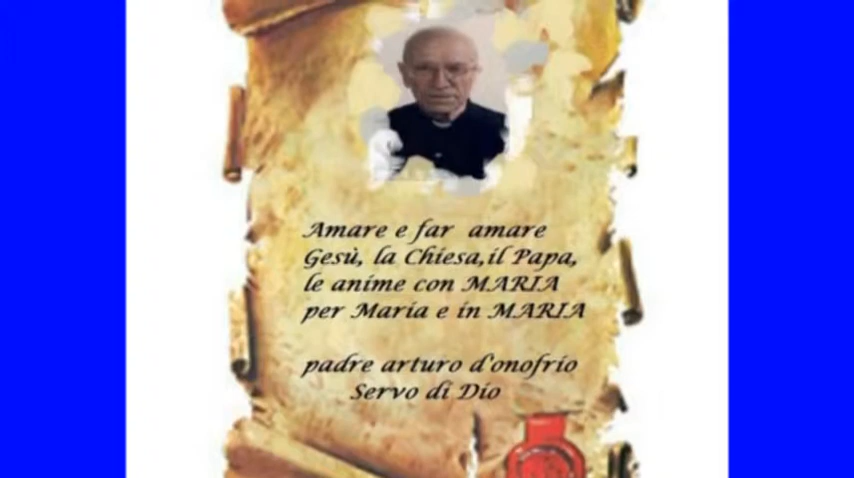 Amare e far amare
Gesù, la Chiesa,il Papa,
le anime con MARIA
per Maria e in MARIA
padre arturo d'onofrio
Servo di Dio